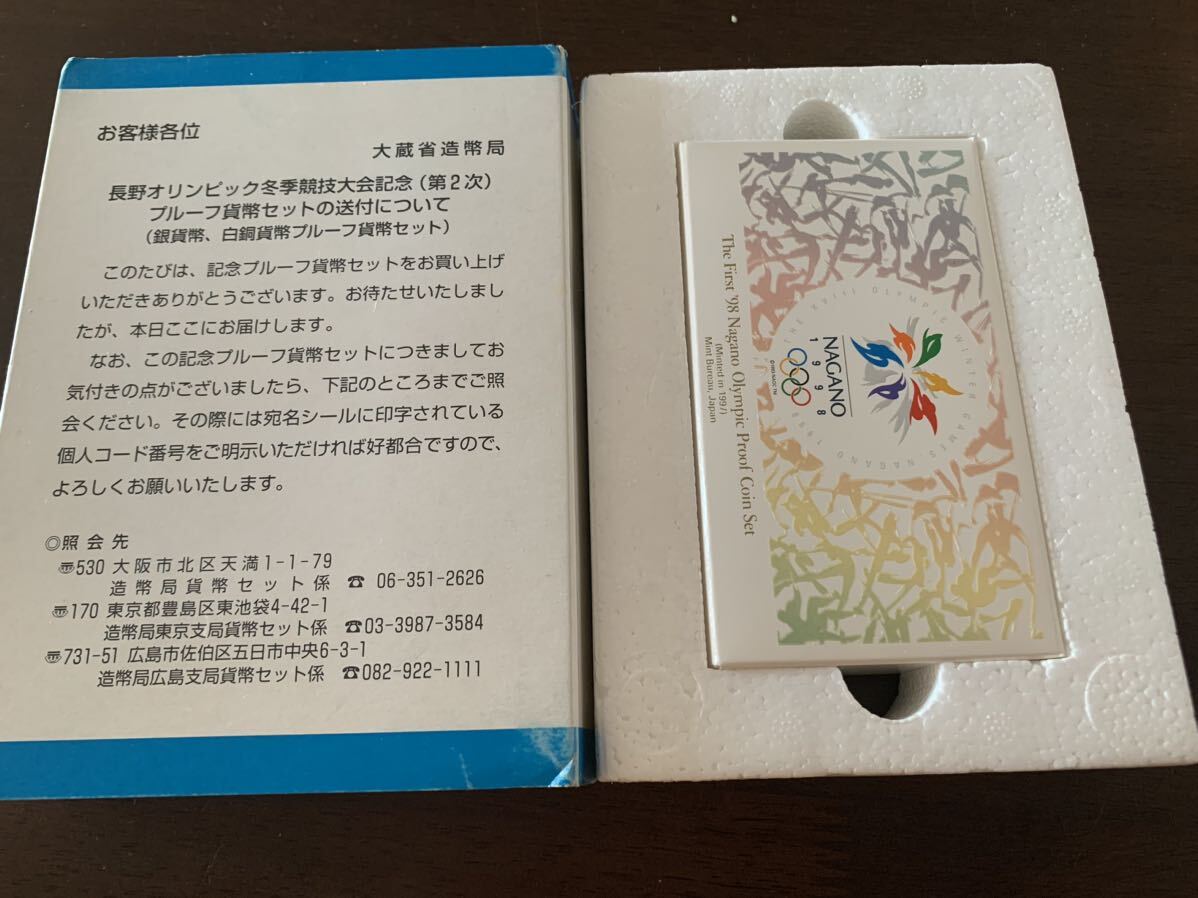 お客様各位
大蔵省造幣局
長野オリンピック冬季競技大会記念(第2次)
プルーフ貨幣セットの送付について
(銀貨幣、白銅貨幣プルーフ貨幣セット)
このたびは、記念プルーフ貨幣セットをお買い上げ
いただきありがとうございます。お待たせいたしまし
たが、本日ここにお届けします。
なお、この記念プルーフ貨幣セットにつきましてお
気付きの点がございましたら、下記のところまでご照
会ください。その際には宛名シールに印字されている
個人コード番号をご明示いただければ好都合ですので、
よろしくお願いいたします。
◎照会先
〠530 大阪市北区天満1-1-79
造幣局貨幣セット係 ☎ 06-351-2626
〠170 東京都豊島区東池袋4-42-1
造幣局東京支局貨幣セット係 ☎03-3987-3584
〠731-51 広島市佐伯区五日市中央6-3-1
造幣局広島支局貨幣セット係 ☎082-922-1111
THE XVIII OLYMPIC WINTER GAMES NAGANO 1998
NAGANO
1998
The First '98 Nagano Olympic Proof Coin Set
(Minted in 1997)
Mint Bureau, Japan